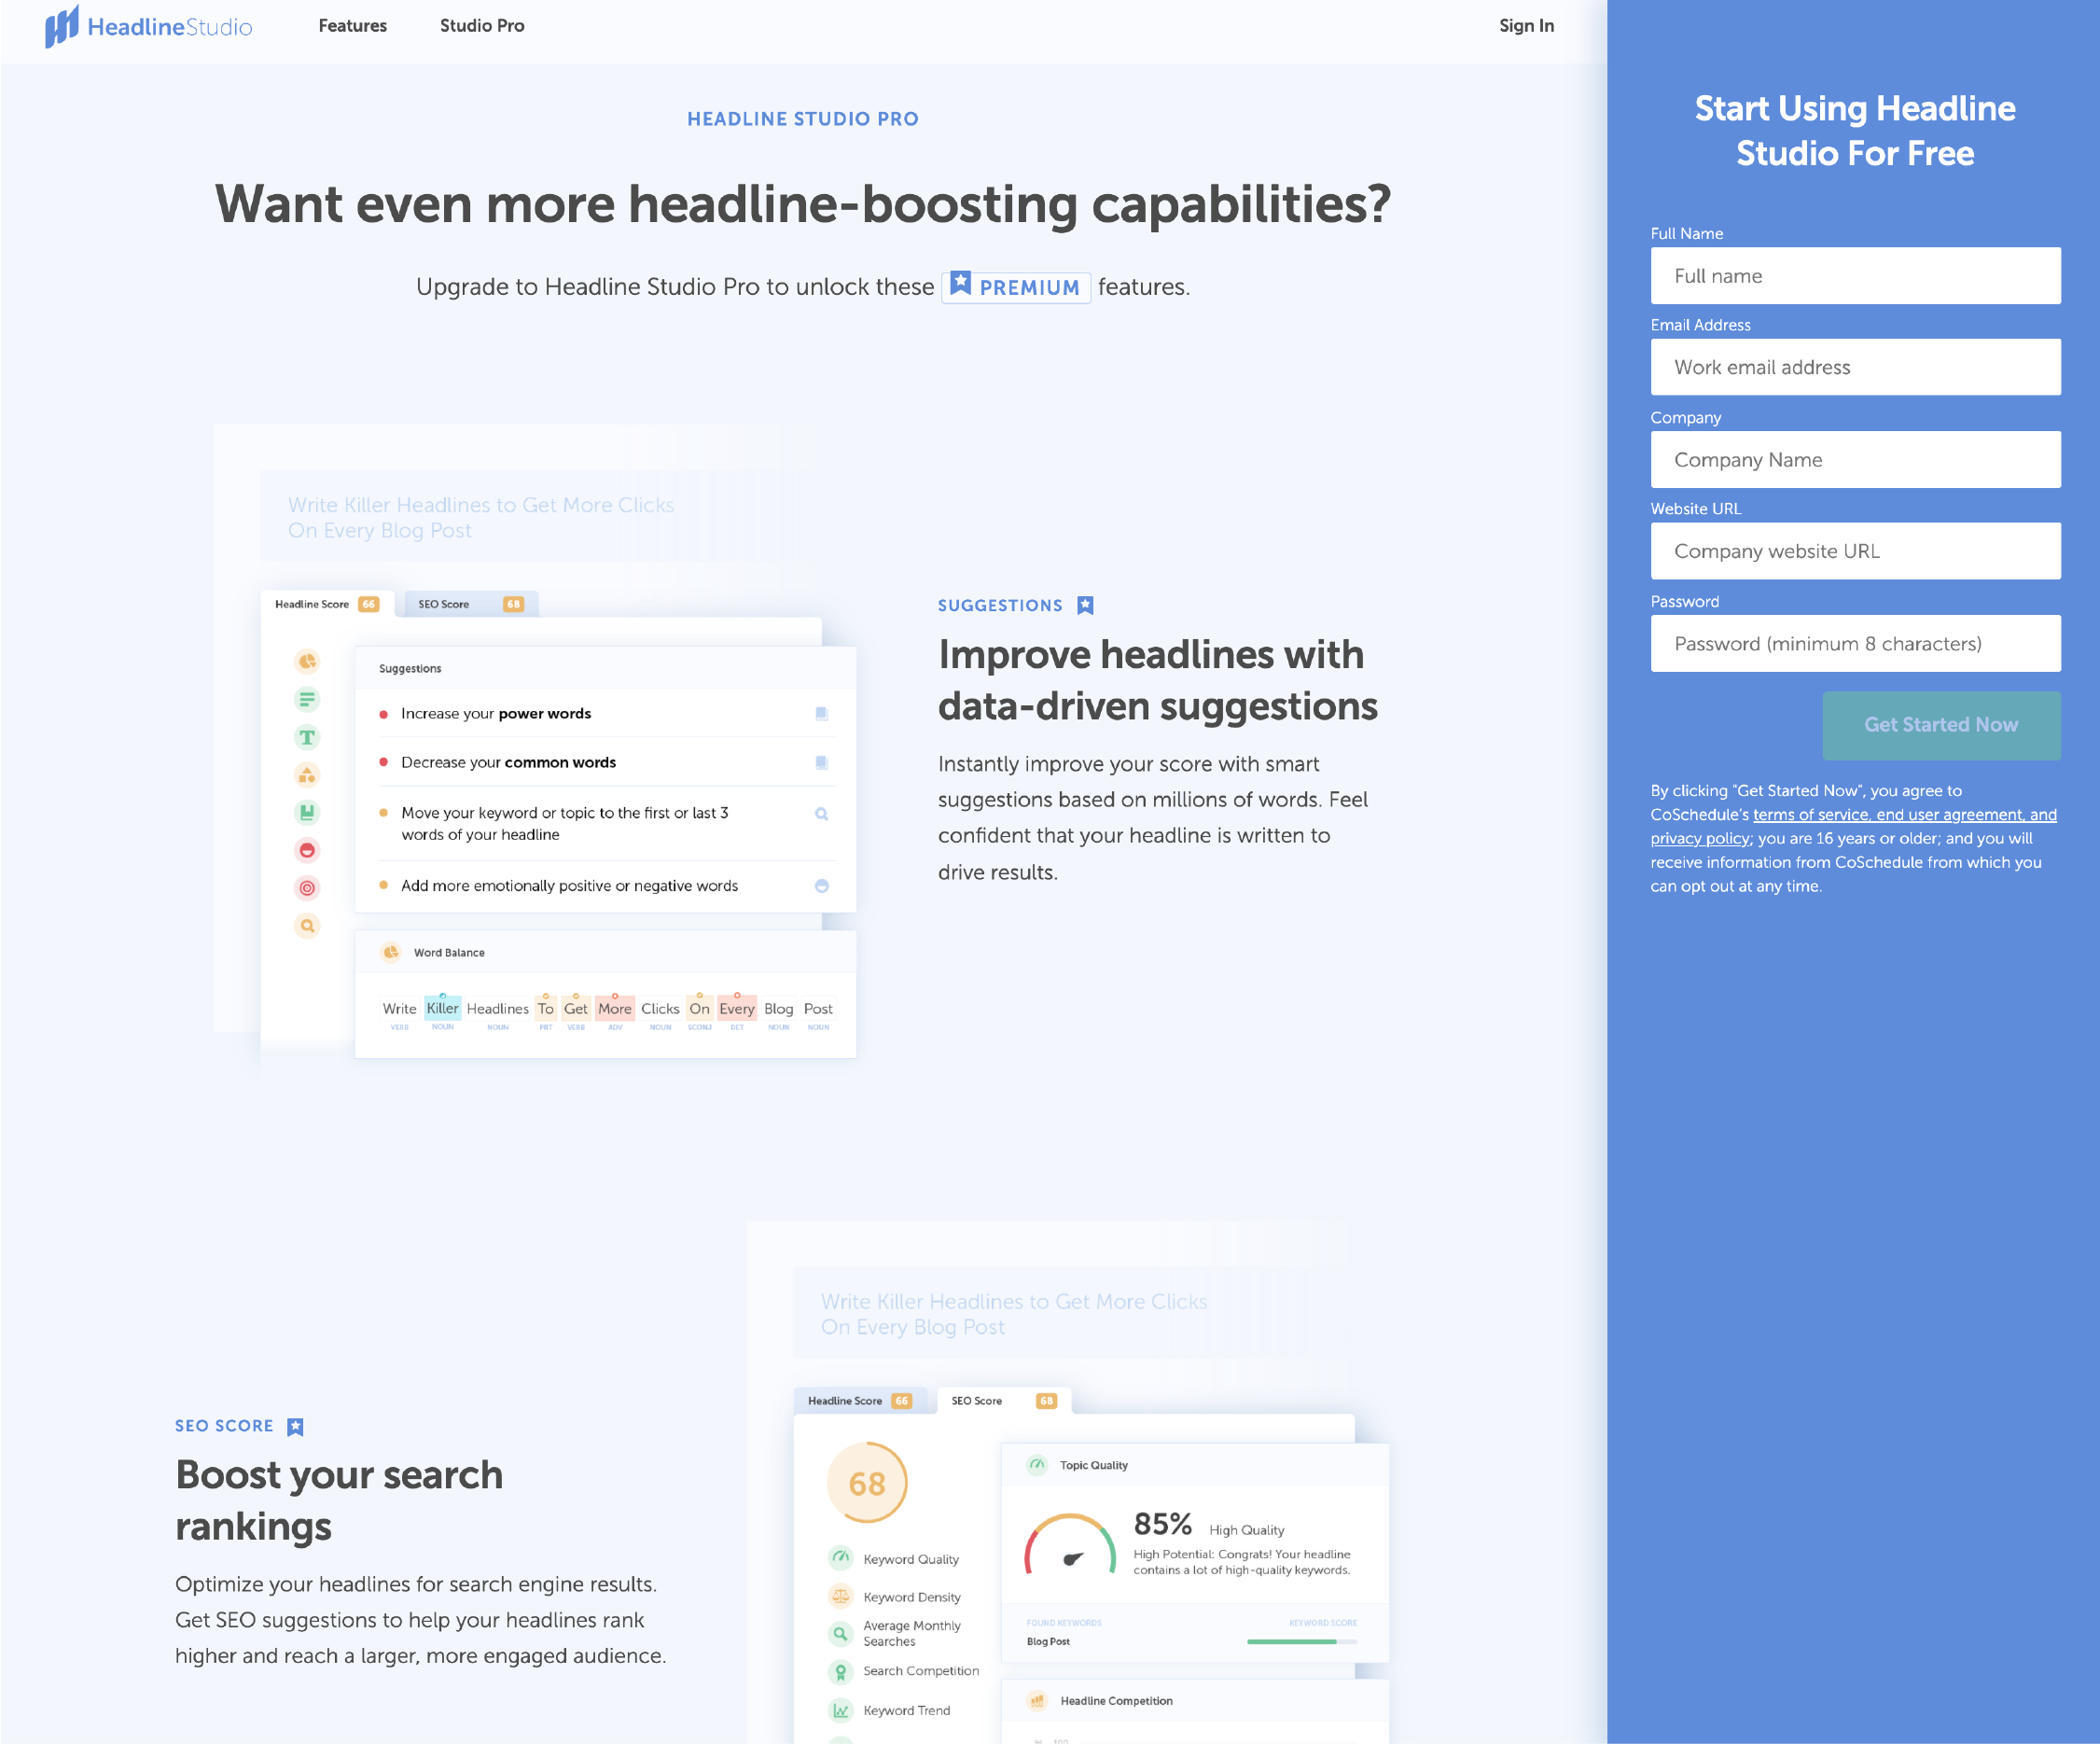 HeadlineStudio
Features
Studio Pro
Sign In
HEADLINE STUDIO PRO
Want even more headline-boosting capabilities?
Upgrade to Headline Studio Pro to unlock these PREMIUM features.
Write Killer Headlines to Get More Clicks
On Every Blog Post
Headline Score 66
SEO Score 68
Suggestions
Increase your power words
Decrease your common words
Move your keyword or topic to the first or last 3
words of your headline
Add more emotionally positive or negative words
Word Balance
Write Killer Headlines To Get More Clicks On Every Blog Post
VERB NOUN NOUN PRT VERB ADV NOUN SCONJ DET NOUN NOUN
SUGGESTIONS
Improve headlines with
data-driven suggestions
Instantly improve your score with smart
suggestions based on millions of words. Feel
confident that your headline is written to
drive results.
SEO SCORE
Boost your search
rankings
Optimize your headlines for search engine results.
Get SEO suggestions to help your headlines rank
higher and reach a larger, more engaged audience.
Write Killer Headlines to Get More Clicks
On Every Blog Post
Headline Score 66
SEO Score 68
68
Keyword Quality
Keyword Density
Average Monthly
Searches
Search Competition
Keyword Trend
Topic Quality
85% High Quality
High Potential: Congrats! Your headline
contains a lot of high-quality keywords.
FOUND KEYWORDS KEYWORD SCORE
Blog Post
Headline Competition
100
Start Using Headline
Studio For Free
Full Name
Full name
Email Address
Work email address
Company
Company Name
Website URL
Company website URL
Password
Password (minimum 8 characters)
Get Started Now
By clicking "Get Started Now", you agree to
CoSchedule's terms of service, end user agreement, and
privacy policy; you are 16 years or older; and you will
receive information from CoSchedule from which you
can opt out at any time.